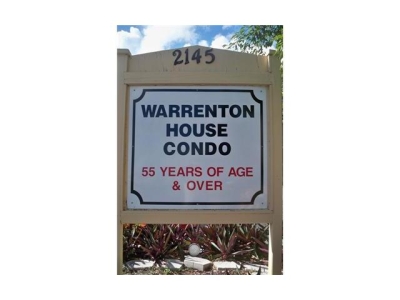 2145
WARRENTON
HOUSE
CONDO
55 YEARS OF AGE
& OVER